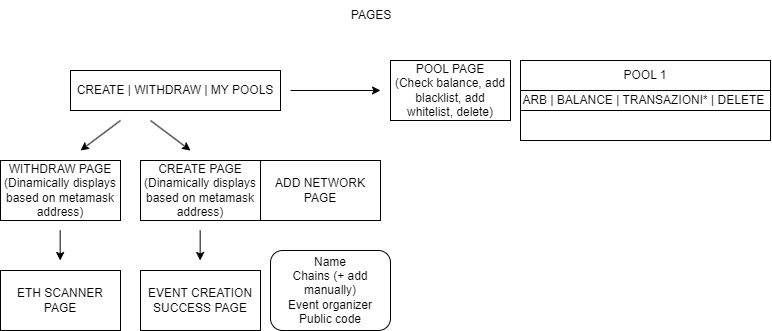 PAGES
CREATE | WITHDRAW | MY POOLS
POOL PAGE
(Check balance, add
blacklist, add
whitelist, delete)
POOL 1
ARB | BALANCE | TRANSAZIONI* | DELETE
WITHDRAW PAGE
(Dinamically displays
based on metamask
address)
CREATE PAGE
(Dinamically displays
based on metamask
address)
ADD NETWORK
PAGE
ETH SCANNER
PAGE
EVENT CREATION
SUCCESS PAGE
Name
Chains (+ add
manually)
Event organizer
Public code